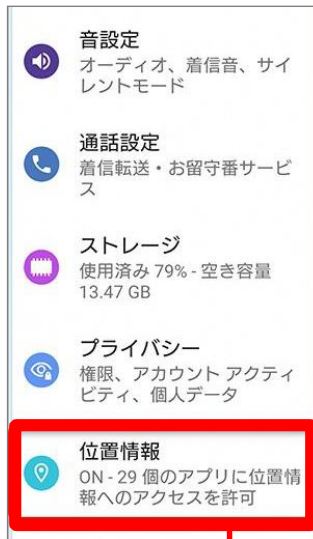 音設定
オーディオ、着信音、サイ
レントモード
通話設定
着信転送・お留守番サービ
ス
ストレージ
使用済み 79% - 空き容量
13.47 GB
プライバシー
権限、アカウント アクティ
ビティ、個人データ
位置情報
ON - 29 個のアプリに位置情
報へのアクセスを許可